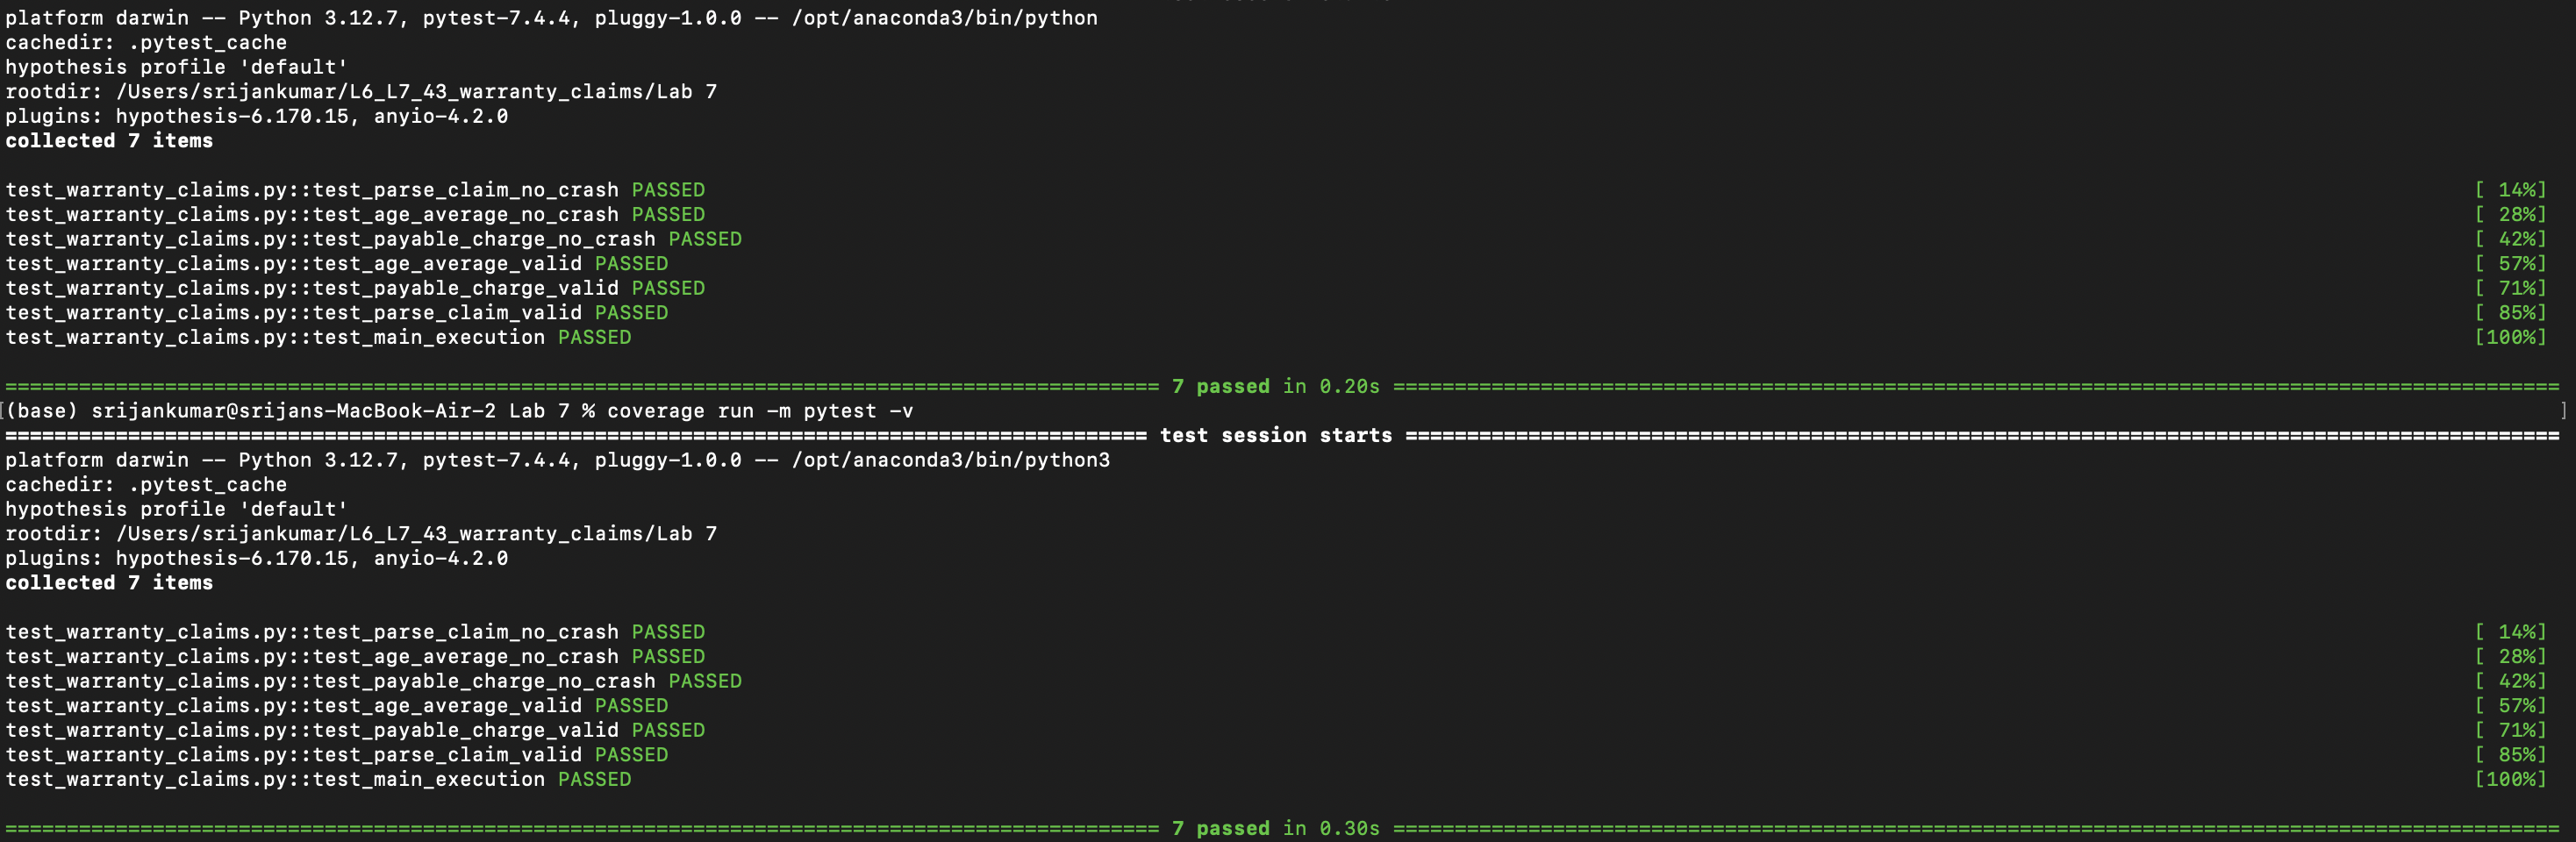 platform darwin -- Python 3.12.7, pytest-7.4.4, pluggy-1.0.0 -- /opt/anaconda3/bin/python
cachedir: .pytest_cache
hypothesis profile 'default'
rootdir: /Users/srijankumar/L6_L7_43_warranty_claims/Lab 7
plugins: hypothesis-6.170.15, anyio-4.2.0
collected 7 items
test_warranty_claims.py::test_parse_claim_no_crash PASSED [ 14%]
test_warranty_claims.py::test_age_average_no_crash PASSED [ 28%]
test_warranty_claims.py::test_payable_charge_no_crash PASSED [ 42%]
test_warranty_claims.py::test_age_average_valid PASSED [ 57%]
test_warranty_claims.py::test_payable_charge_valid PASSED [ 71%]
test_warranty_claims.py::test_parse_claim_valid PASSED [ 85%]
test_warranty_claims.py::test_main_execution PASSED [100%]
============================================================================================== 7 passed in 0.20s ===============================================================================================
[(base) srijankumar@srijans-MacBook-Air-2 Lab 7 % coverage run -m pytest -v ]
============================================================================================= test session starts ==============================================================================================
platform darwin -- Python 3.12.7, pytest-7.4.4, pluggy-1.0.0 -- /opt/anaconda3/bin/python3
cachedir: .pytest_cache
hypothesis profile 'default'
rootdir: /Users/srijankumar/L6_L7_43_warranty_claims/Lab 7
plugins: hypothesis-6.170.15, anyio-4.2.0
collected 7 items
test_warranty_claims.py::test_parse_claim_no_crash PASSED [ 14%]
test_warranty_claims.py::test_age_average_no_crash PASSED [ 28%]
test_warranty_claims.py::test_payable_charge_no_crash PASSED [ 42%]
test_warranty_claims.py::test_age_average_valid PASSED [ 57%]
test_warranty_claims.py::test_payable_charge_valid PASSED [ 71%]
test_warranty_claims.py::test_parse_claim_valid PASSED [ 85%]
test_warranty_claims.py::test_main_execution PASSED [100%]
============================================================================================== 7 passed in 0.30s ===============================================================================================